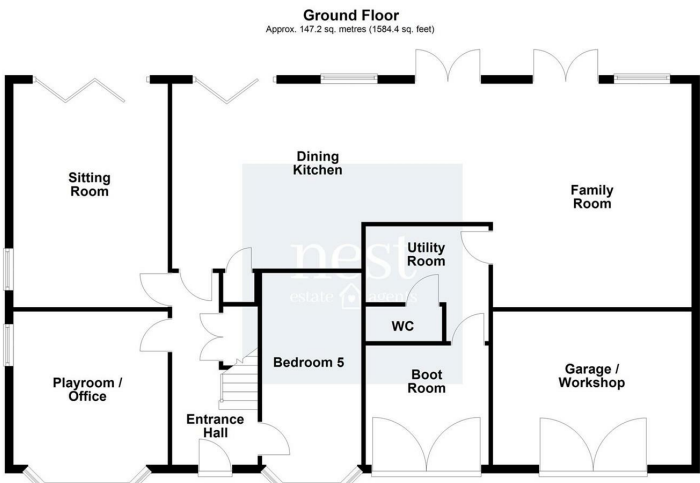 Ground Floor
Approx. 147.2 sq. metres (1584.4 sq. feet)
Sitting
Room
Dining
Kitchen
Family
Room
Utility
Room
nest
estate agents
WC
Playroom /
Office
Bedroom 5
Boot
Room
Garage /
Workshop
Entrance
Hall